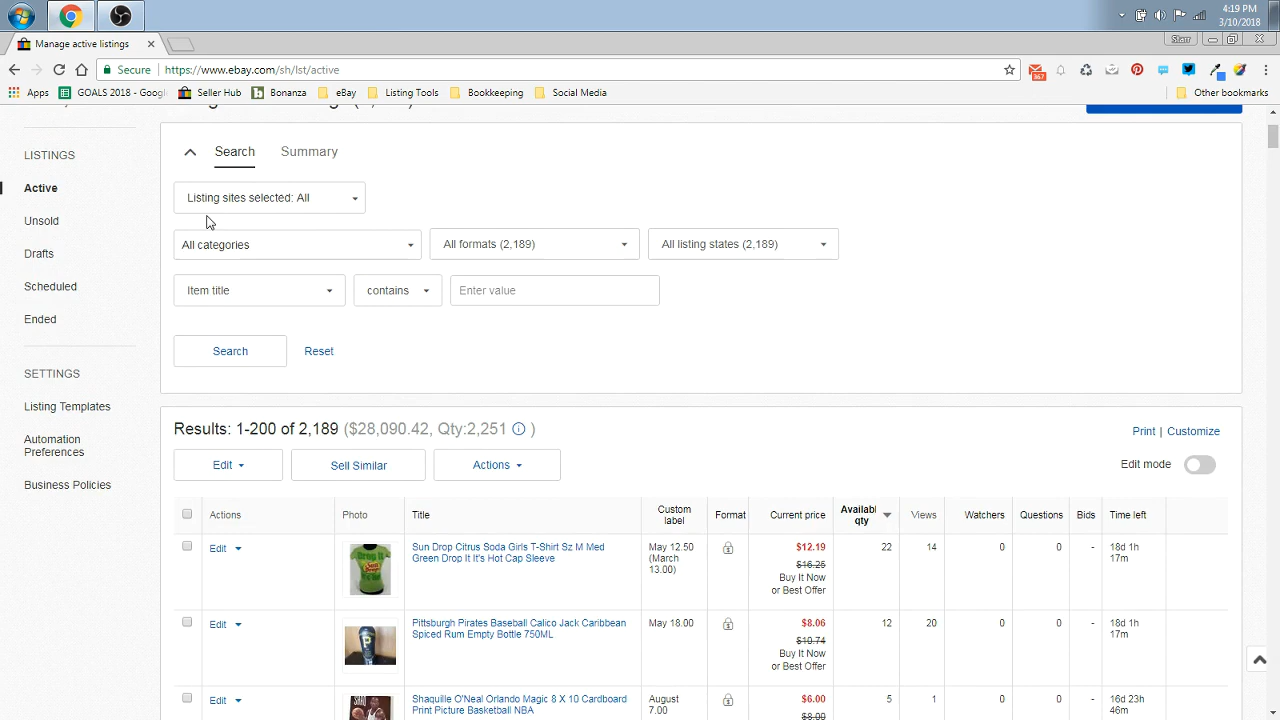 4:19 PM
3/10/2018
Manage active listings
Starr
Secure
https://www.ebay.com/sh/lst/active
367
Apps
GOALS 2018 - Googl
Seller Hub
Bonanza
eBay
Listing Tools
Bookkeeping
Social Media
Other bookmarks
LISTINGS
Active
Unsold
Drafts
Scheduled
Ended
SETTINGS
Listing Templates
Automation
Preferences
Business Policies
Search Summary
Listing sites selected: All
All categories All formats (2,189) All listing states (2,189)
Item title contains Enter value
Search Reset
Results: 1-200 of 2,189 ($28,090.42, Qty:2,251 )
Print | Customize
Edit Sell Similar Actions
Edit mode
Actions Photo Title Custom label Format Current price Availabl qty Views Watchers Questions Bids Time left
Edit
Sun Drop Citrus Soda Girls T-Shirt Sz M Med
Green Drop It It's Hot Cap Sleeve
May 12.50
(March
13.00)
$12.19
$16.25
Buy It Now
or Best Offer
22 14 0 0 - 18d 1h
17m
Edit
Pittsburgh Pirates Baseball Calico Jack Caribbean
Spiced Rum Empty Bottle 750ML
May 18.00
$8.06
$10.74
Buy It Now
or Best Offer
12 20 0 0 - 18d 1h
17m
Edit
Shaquille O'Neal Orlando Magic 8 X 10 Cardboard
Print Picture Basketball NBA
August
7.00
$6.00
$8.00
5 1 0 0 - 16d 23h
46m